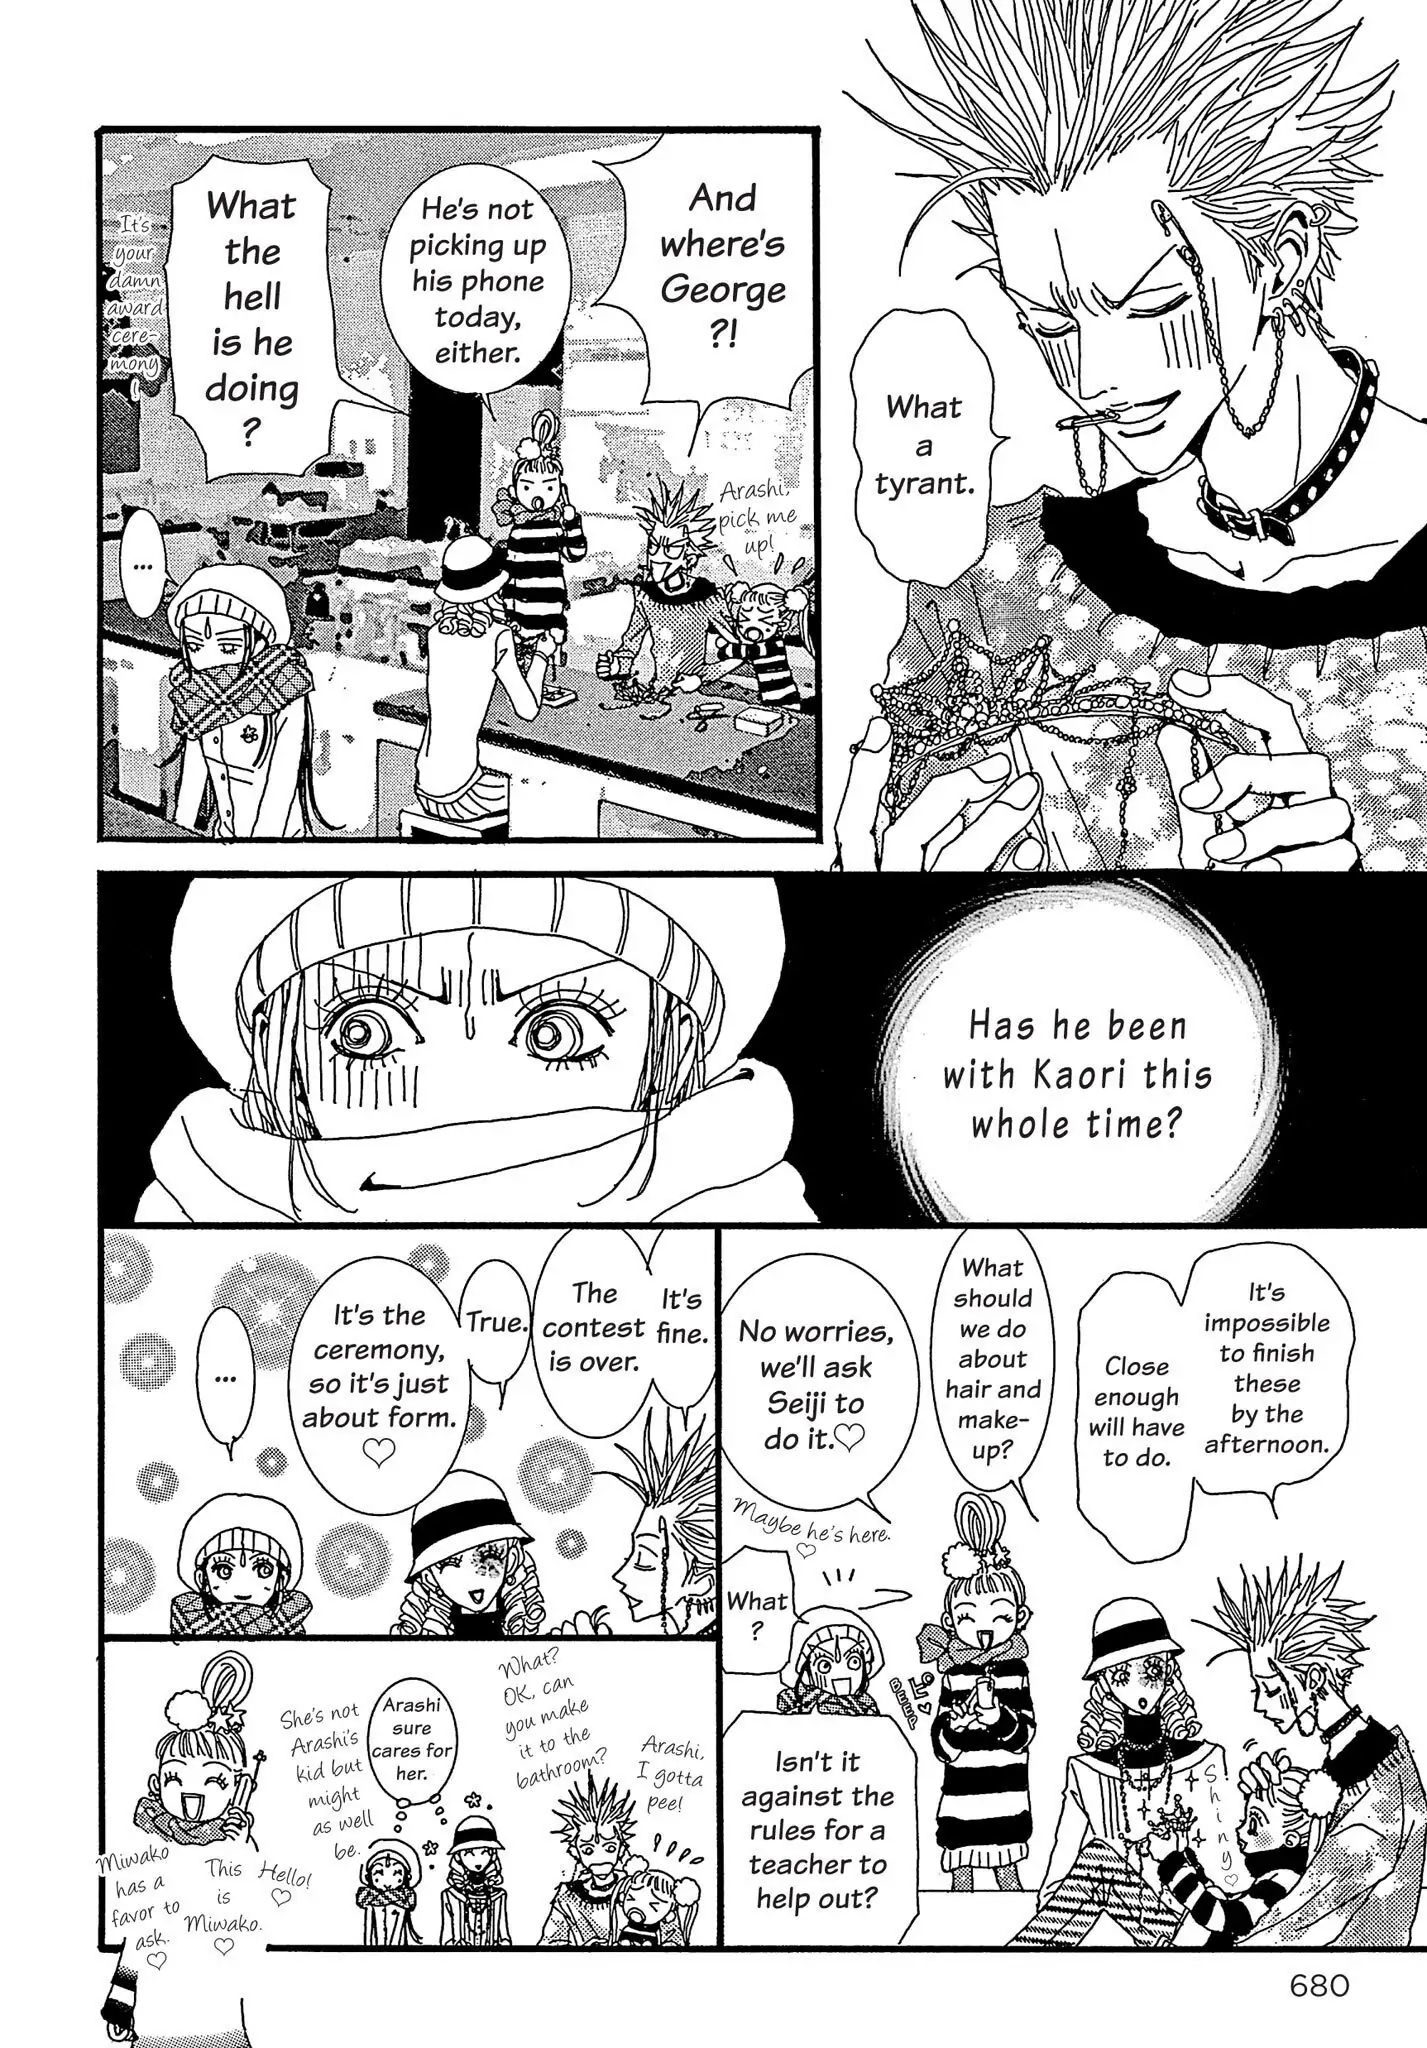 What
a
tyrant.
And
where's
George
?!
He's not
picking up
his phone
today,
either.
What
the
hell
is he
doing
?
It's
your
damn
award
cere-
mony
!
Arashi,
pick me
up!
...
Has he been
with Kaori this
whole time?
It's
impossible
to finish
these
by the
afternoon.
Close
enough
will have
to do.
What
should
we do
about
hair and
make-
up?
No worries,
we'll ask
Seiji to
do it.♡
Maybe he's here.
♡
What
?
Isn't it
against the
rules for a
teacher to
help out?
Shiny♡
It's
fine.
The
contest
is over.
True.
It's the
ceremony,
so it's just
about form.
♡
...
Arashi,
I gotta
pee!
What?
OK, can
you make
it to the
bathroom?
Arashi
sure
cares for
her.
She's not
Arashi's
kid but
might
as well
be.
Hello!
♡
This
is
Miwako.
♡
Miwako
has a
favor to
ask.
♡
680